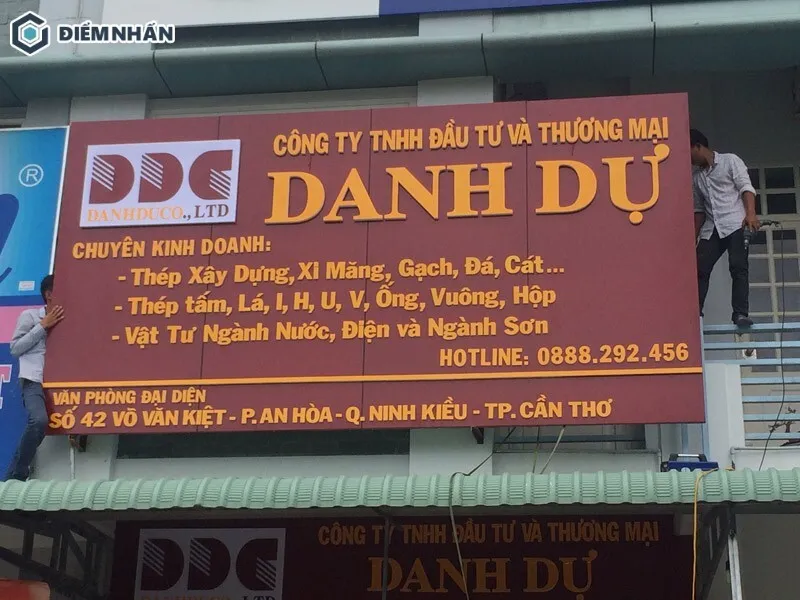 ĐIỂM NHẤN
®
DDC
DANHDUCO.,LTD
CÔNG TY TNHH ĐẦU TƯ VÀ THƯƠNG MẠI
DANH DỰ
CHUYÊN KINH DOANH:
- Thép Xây Dựng, Xi Măng, Gạch, Đá, Cát...
- Thép tấm, Lá, I, H, U, V, Ống, Vuông, Hộp
- Vật Tư Ngành Nước, Điện và Ngành Sơn
HOTLINE: 0888.292.456
VĂN PHÒNG ĐẠI DIỆN
SỐ 42 VÕ VĂN KIỆT - P. AN HÒA - Q. NINH KIỀU - TP. CẦN THƠ
DDC
DANHDUCO.,LTD
CÔNG TY TNHH ĐẦU TƯ VÀ THƯƠNG MẠI
DANH DỰ